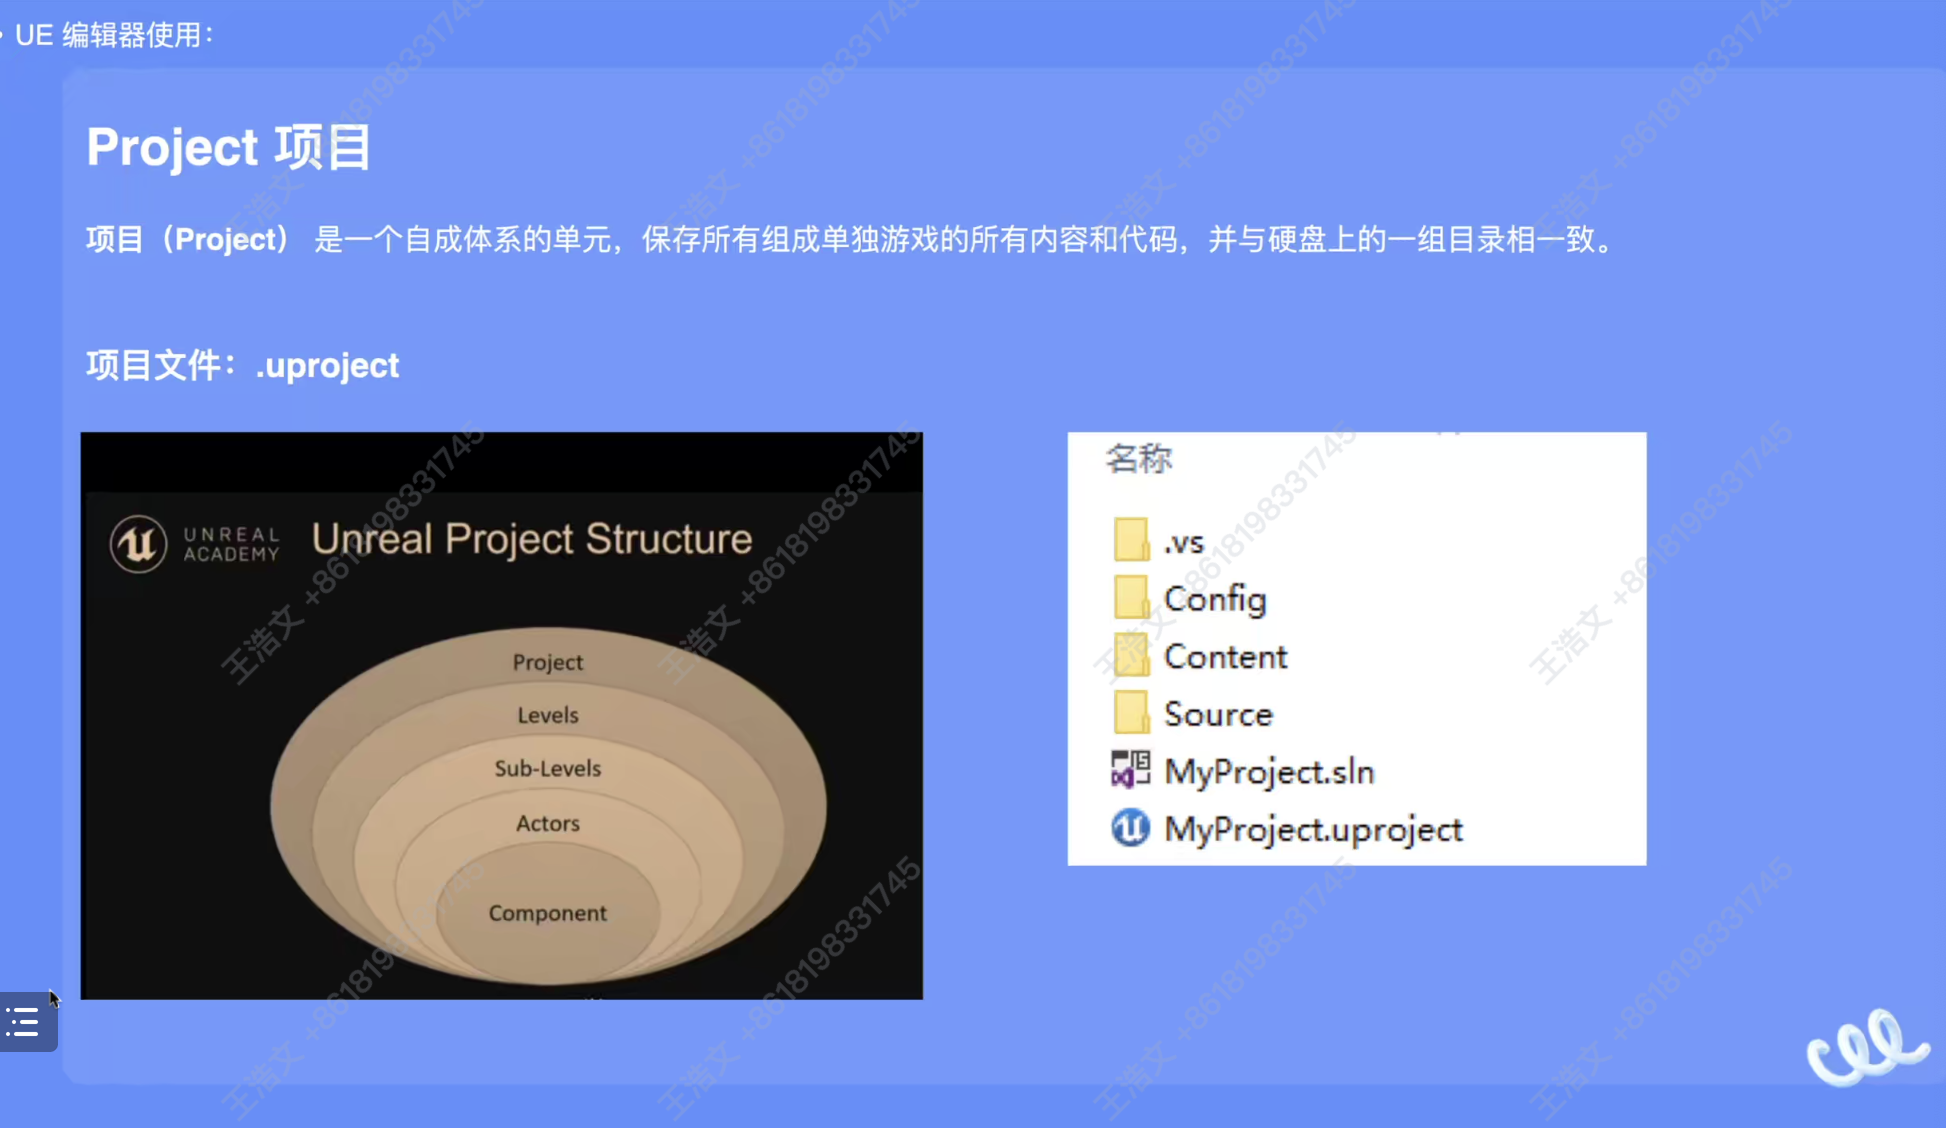 UE 编辑器使用：
Project 项目
项目（Project） 是一个自成体系的单元，保存所有组成单独游戏的所有内容和代码，并与硬盘上的一组目录相一致。
项目文件：.uproject
UNREAL
ACADEMY
Unreal Project Structure
Project
Levels
Sub-Levels
Actors
Component
名称
.vs
Config
Content
Source
MyProject.sln
MyProject.uproject
王浩文 +8618198331745